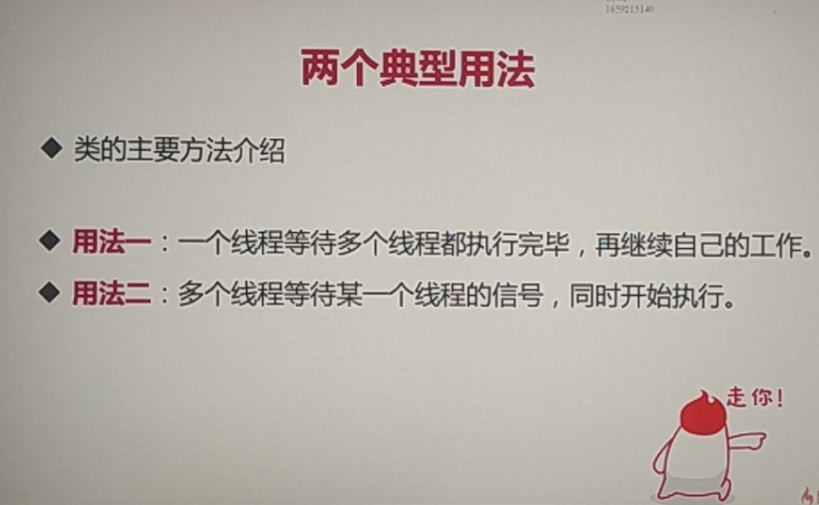 1659215140
两个典型用法
◆ 类的主要方法介绍
◆ 用法一：一个线程等待多个线程都执行完毕，再继续自己的工作。
◆ 用法二：多个线程等待某一个线程的信号，同时开始执行。
走你！